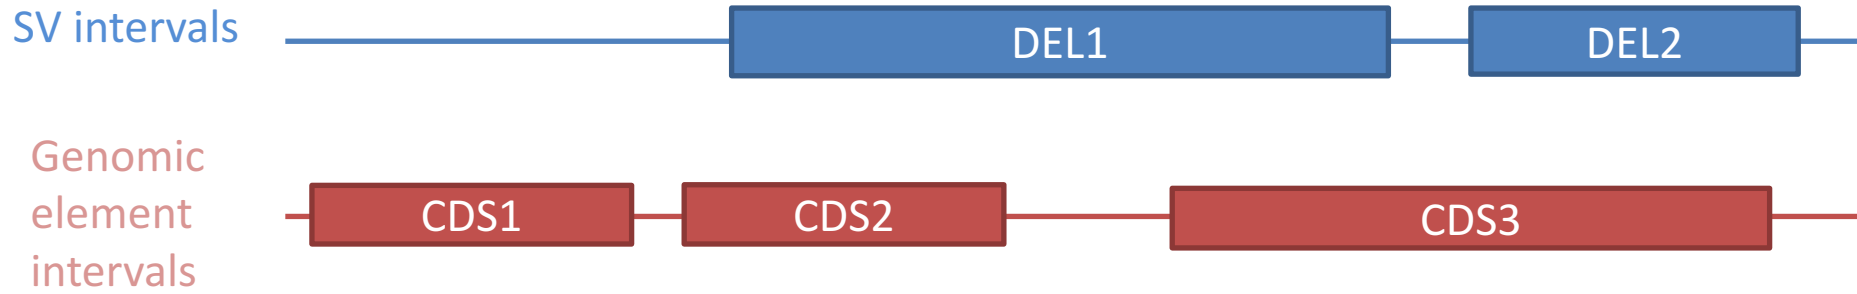 SV intervals
DEL1
DEL2
Genomic
element
intervals
CDS1
CDS2
CDS3